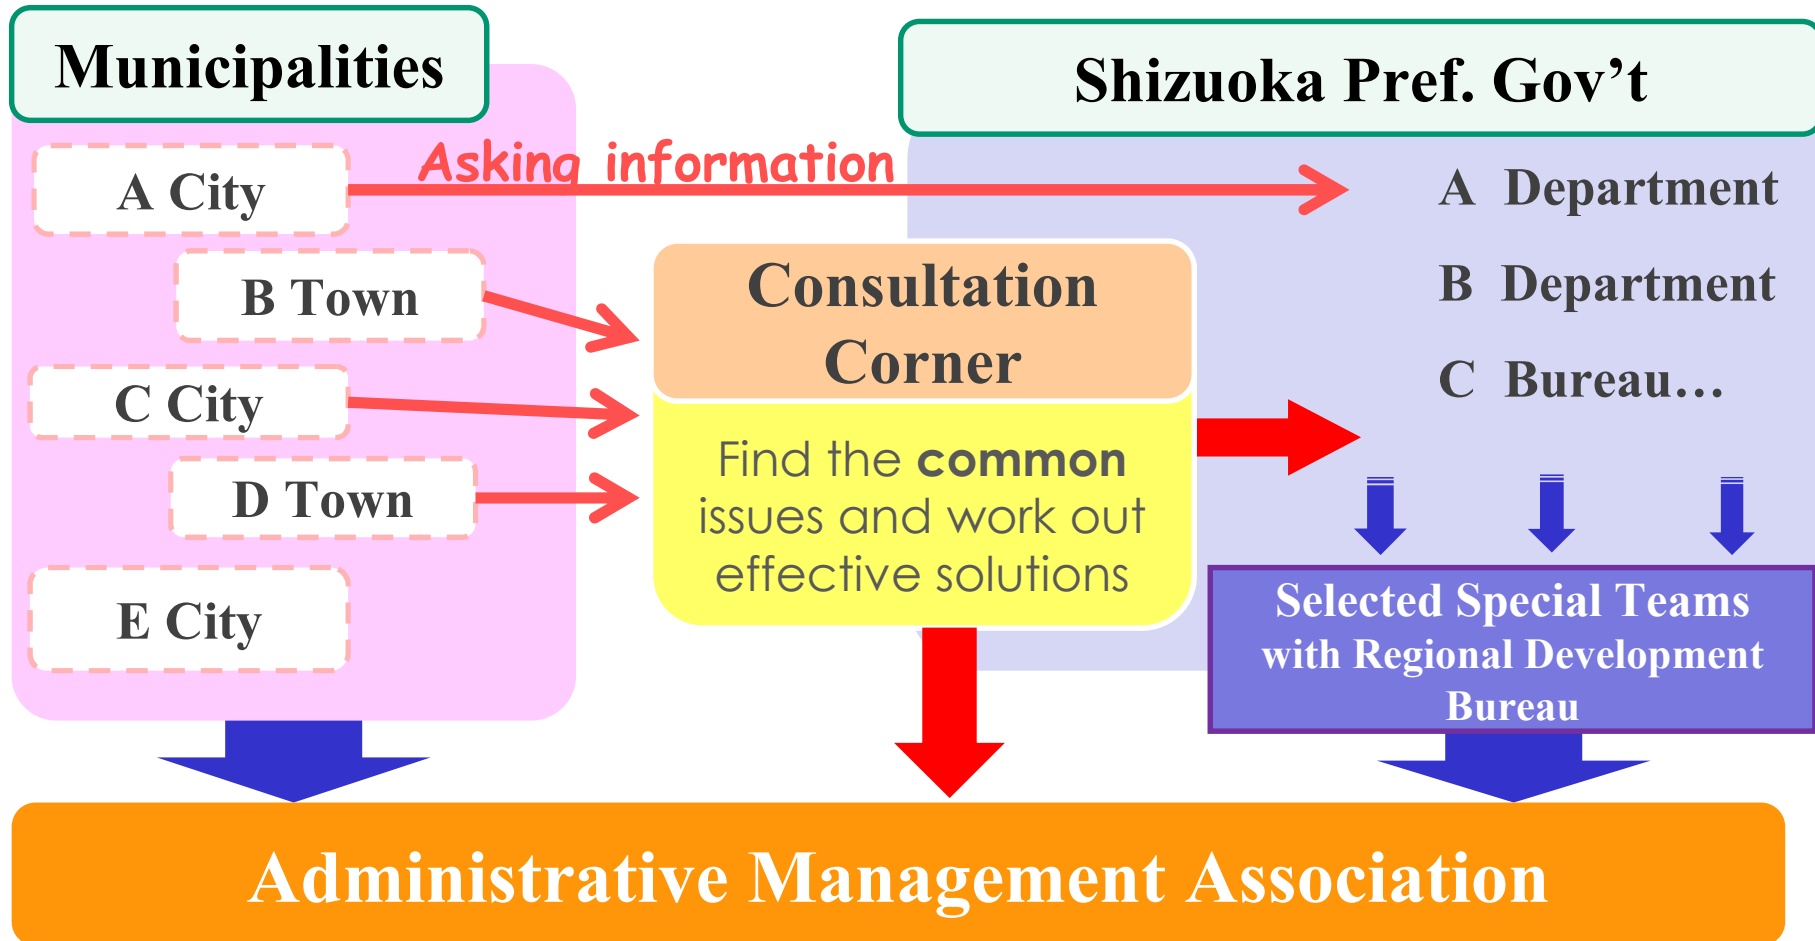 Municipalities
Shizuoka Pref. Gov’t
Asking information
A City
B Town
C City
D Town
E City
Consultation
Corner
Find the common
issues and work out
effective solutions
A Department
B Department
C Bureau…
Selected Special Teams
with Regional Development
Bureau
Administrative Management Association